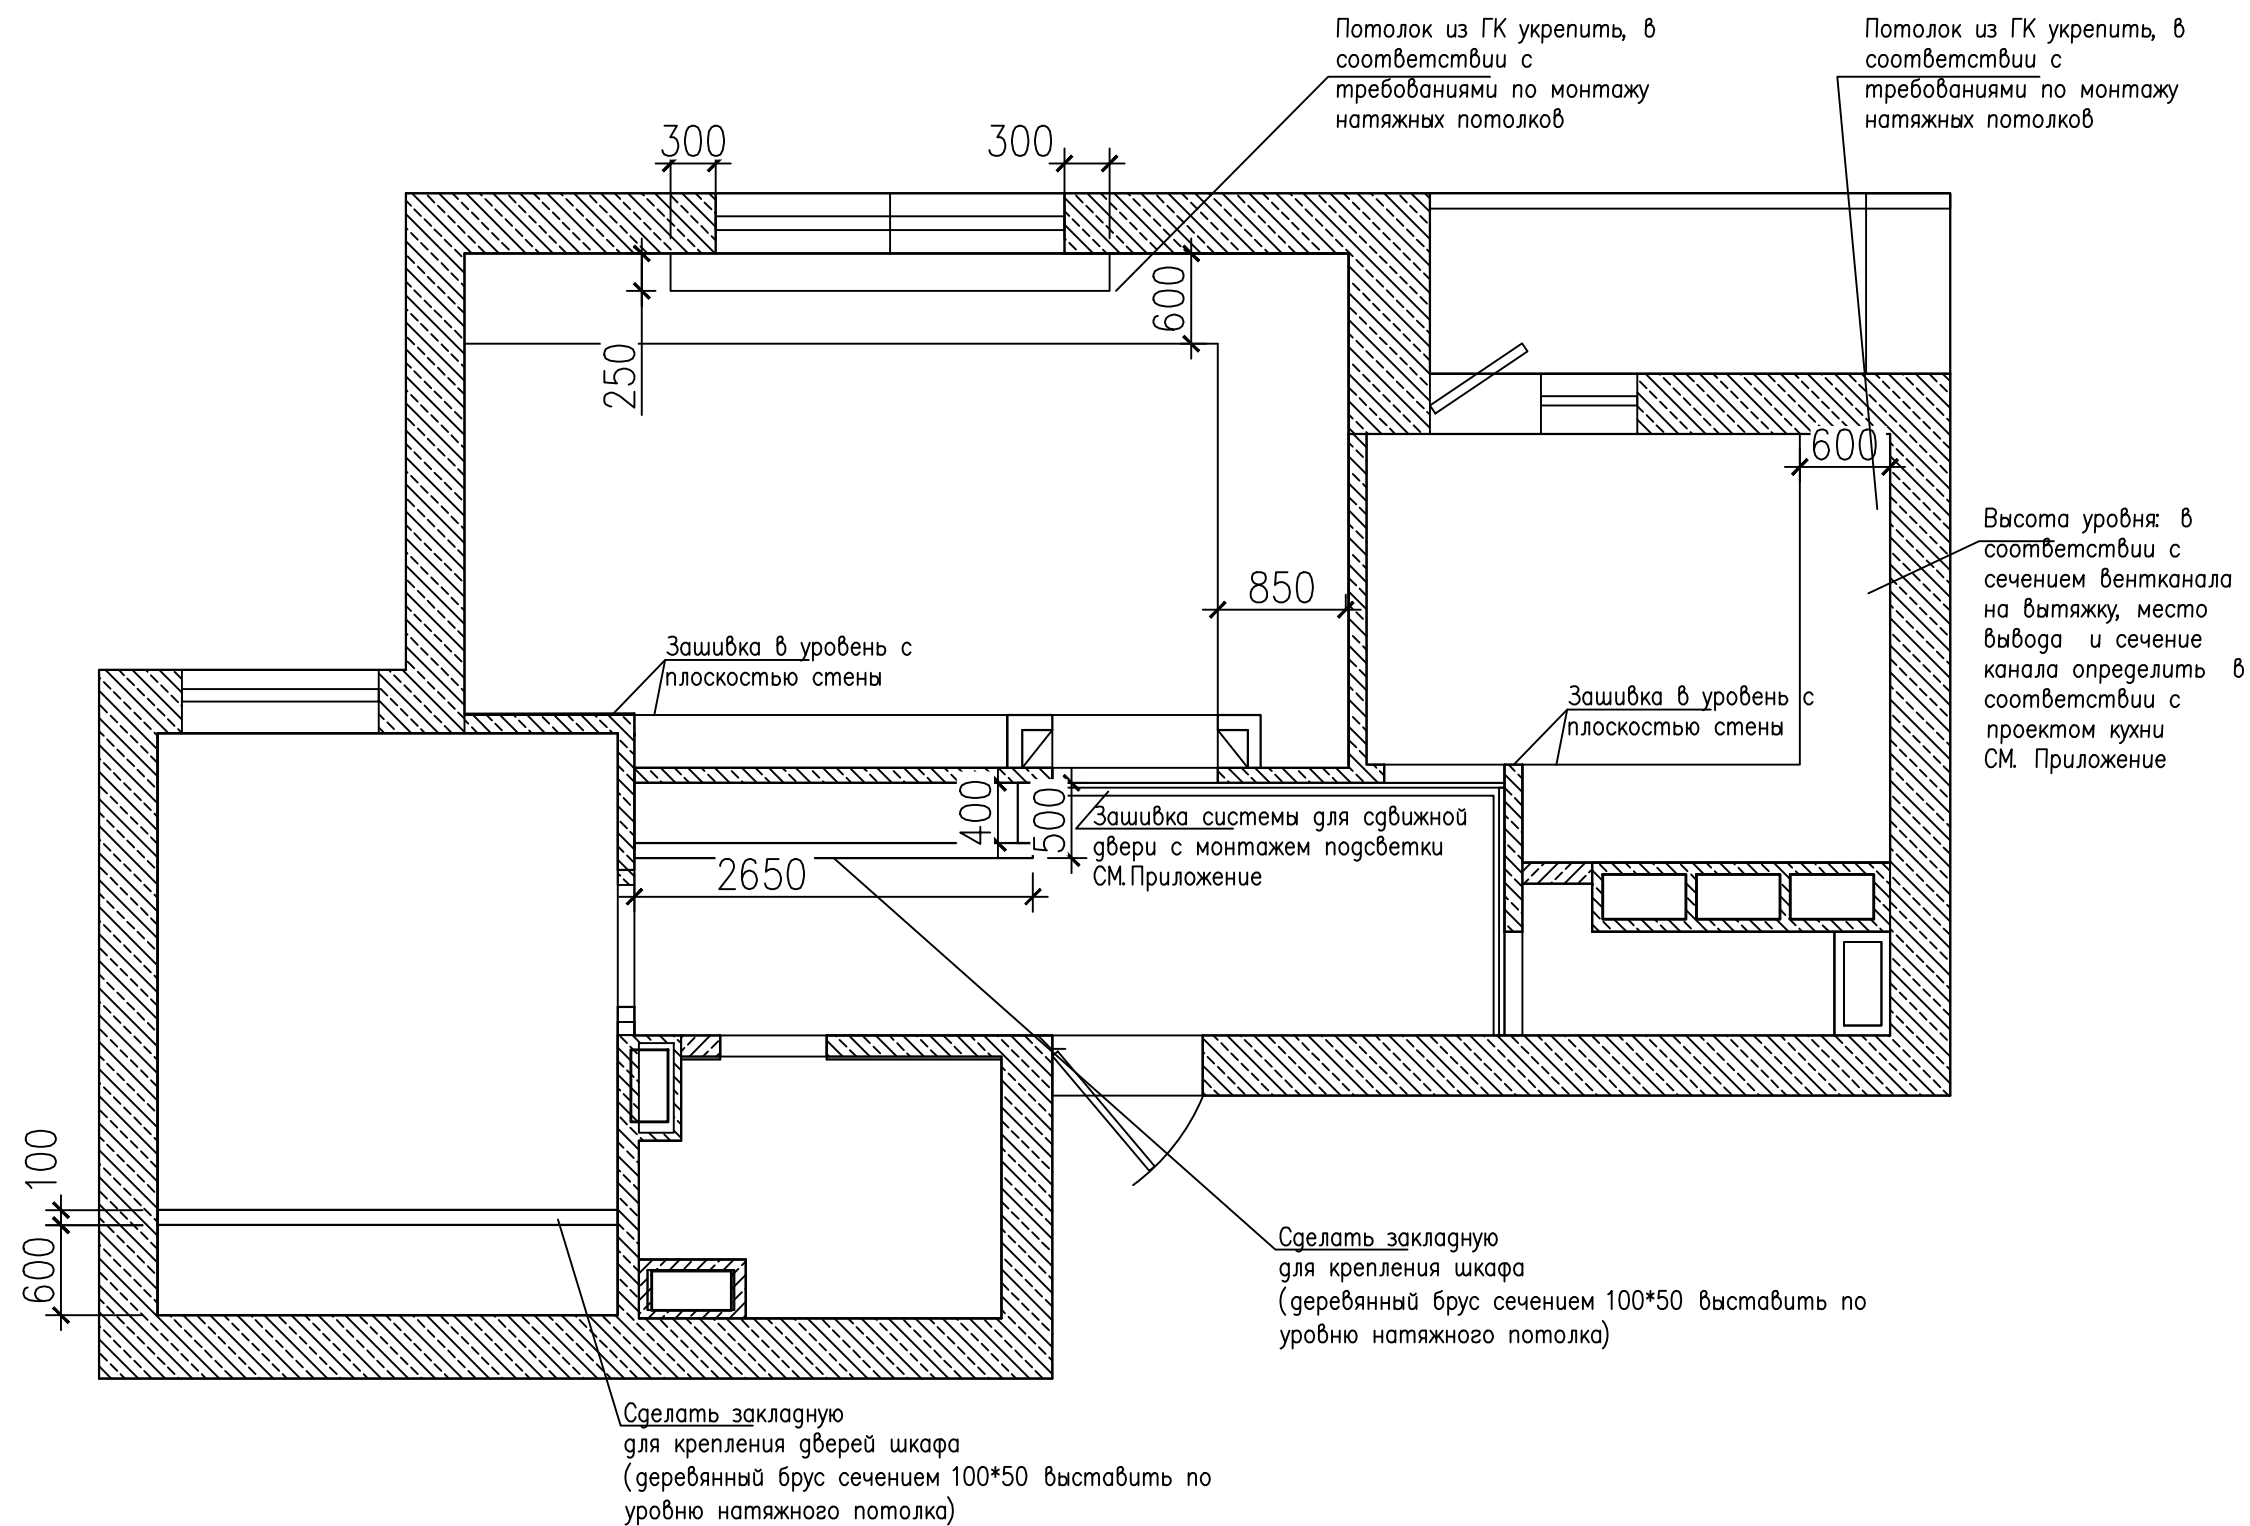 Потолок из ГК укрепить, в
соответствии с
требованиями по монтажу
натяжных потолков
Потолок из ГК укрепить, в
соответствии с
требованиями по монтажу
натяжных потолков
300
300
600
250
600
850
Высота уровня: в
соответствии с
сечением вентканала
на вытяжку, место
вывода и сечение
канала определить в
соответствии с
проектом кухни
СМ. Приложение
Зашивка в уровень с
плоскостью стены
Зашивка в уровень с
плоскостью стены
400
500
Зашивка системы для сдвижной
двери с монтажем подсветки
СМ.Приложение
2650
100
600
Сделать закладную
для крепления шкафа
(деревянный брус сечением 100*50 выставить по
уровню натяжного потолка)
Сделать закладную
для крепления дверей шкафа
(деревянный брус сечением 100*50 выставить по
уровню натяжного потолка)